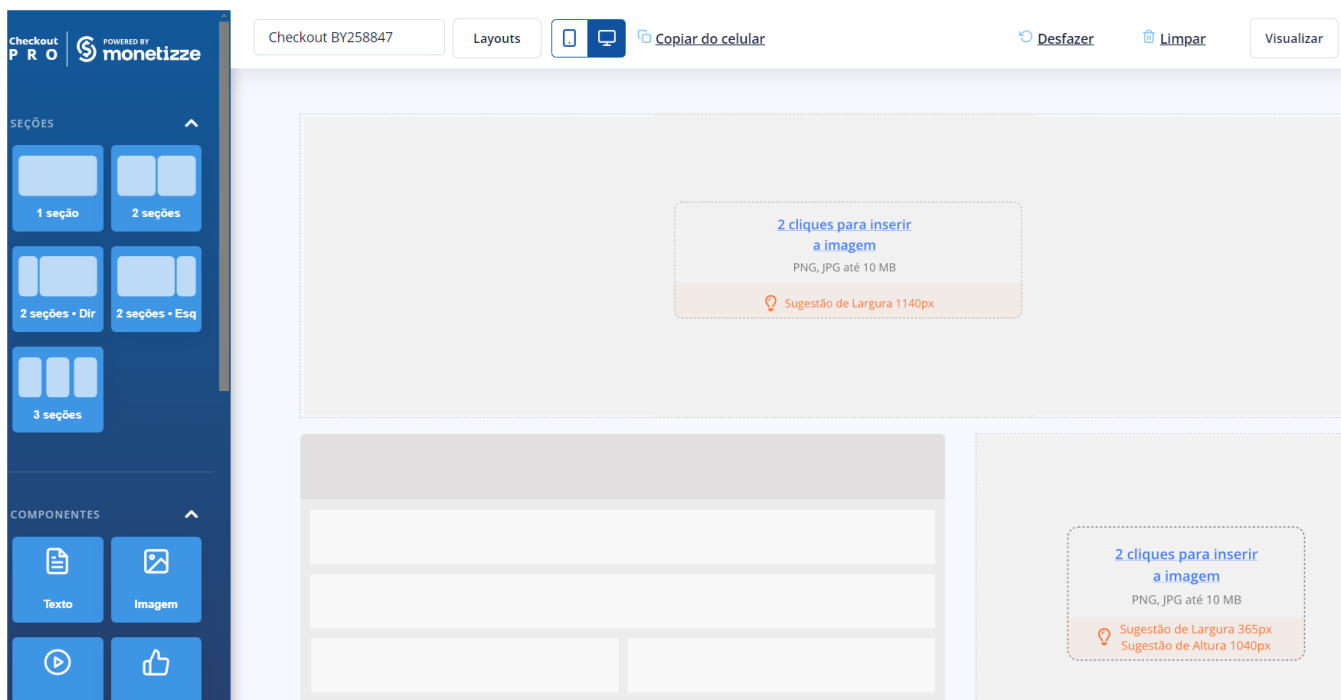 Checkout
PRO
POWERED BY
monetizze
Checkout BY258847
Layouts
Copiar do celular
Desfazer
Limpar
Visualizar
SEÇÕES
1 seção
2 seções
2 seções • Dir
2 seções • Esq
3 seções
COMPONENTES
Texto
Imagem
2 cliques para inserir
a imagem
PNG, JPG até 10 MB
Sugestão de Largura 1140px
2 cliques para inserir
a imagem
PNG, JPG até 10 MB
Sugestão de Largura 365px
Sugestão de Altura 1040px